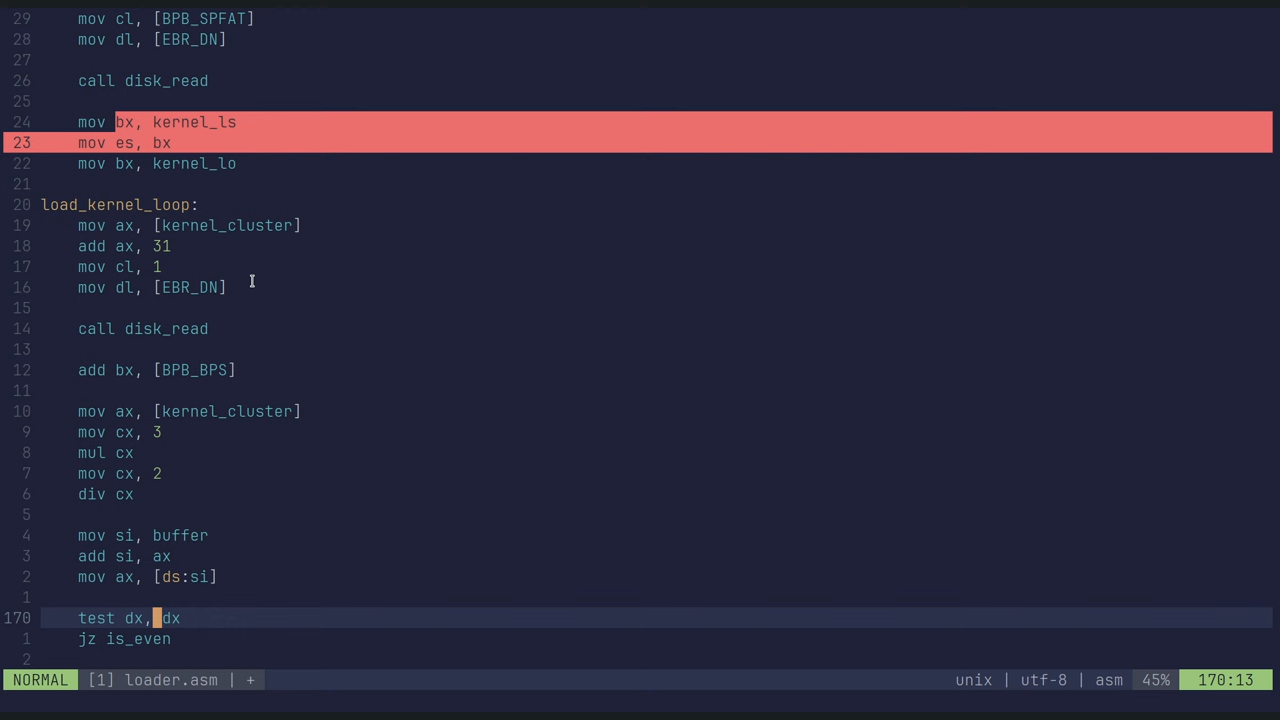 29 mov cl, [BPB_SPFAT]
28 mov dl, [EBR_DN]
27
26 call disk_read
25
24 mov bx, kernel_ls
23 mov es, bx
22 mov bx, kernel_lo
21
20 load_kernel_loop:
19 mov ax, [kernel_cluster]
18 add ax, 31
17 mov cl, 1
16 mov dl, [EBR_DN]
15
14 call disk_read
13
12 add bx, [BPB_BPS]
11
10 mov ax, [kernel_cluster]
9 mov cx, 3
8 mul cx
7 mov cx, 2
6 div cx
5
4 mov si, buffer
3 add si, ax
2 mov ax, [ds:si]
1
170 test dx, dx
1 jz is_even
2
NORMAL [1] loader.asm | + unix | utf-8 | asm 45% 170:13